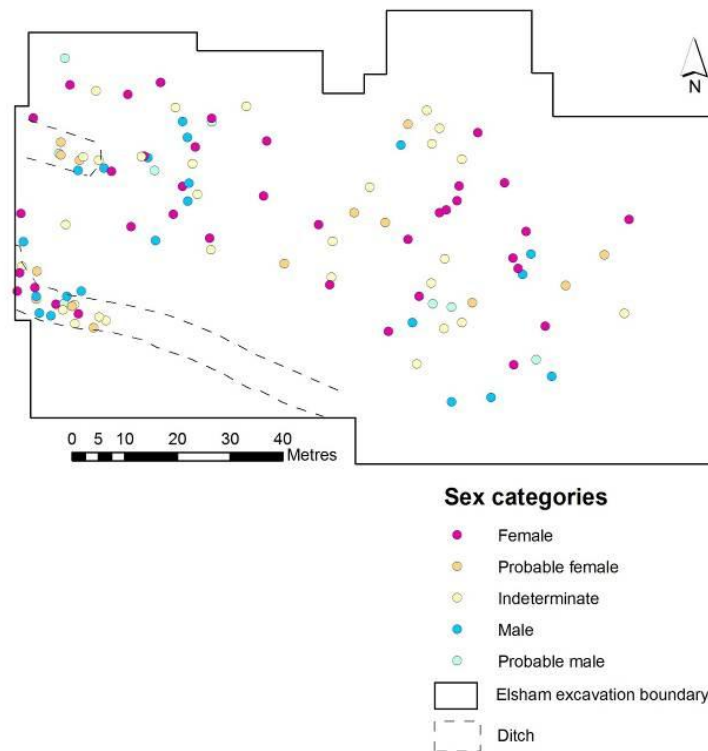 N
0 5 10 20 30 40
Metres
Sex categories
Female
Probable female
Indeterminate
Male
Probable male
Elsham excavation boundary
Ditch